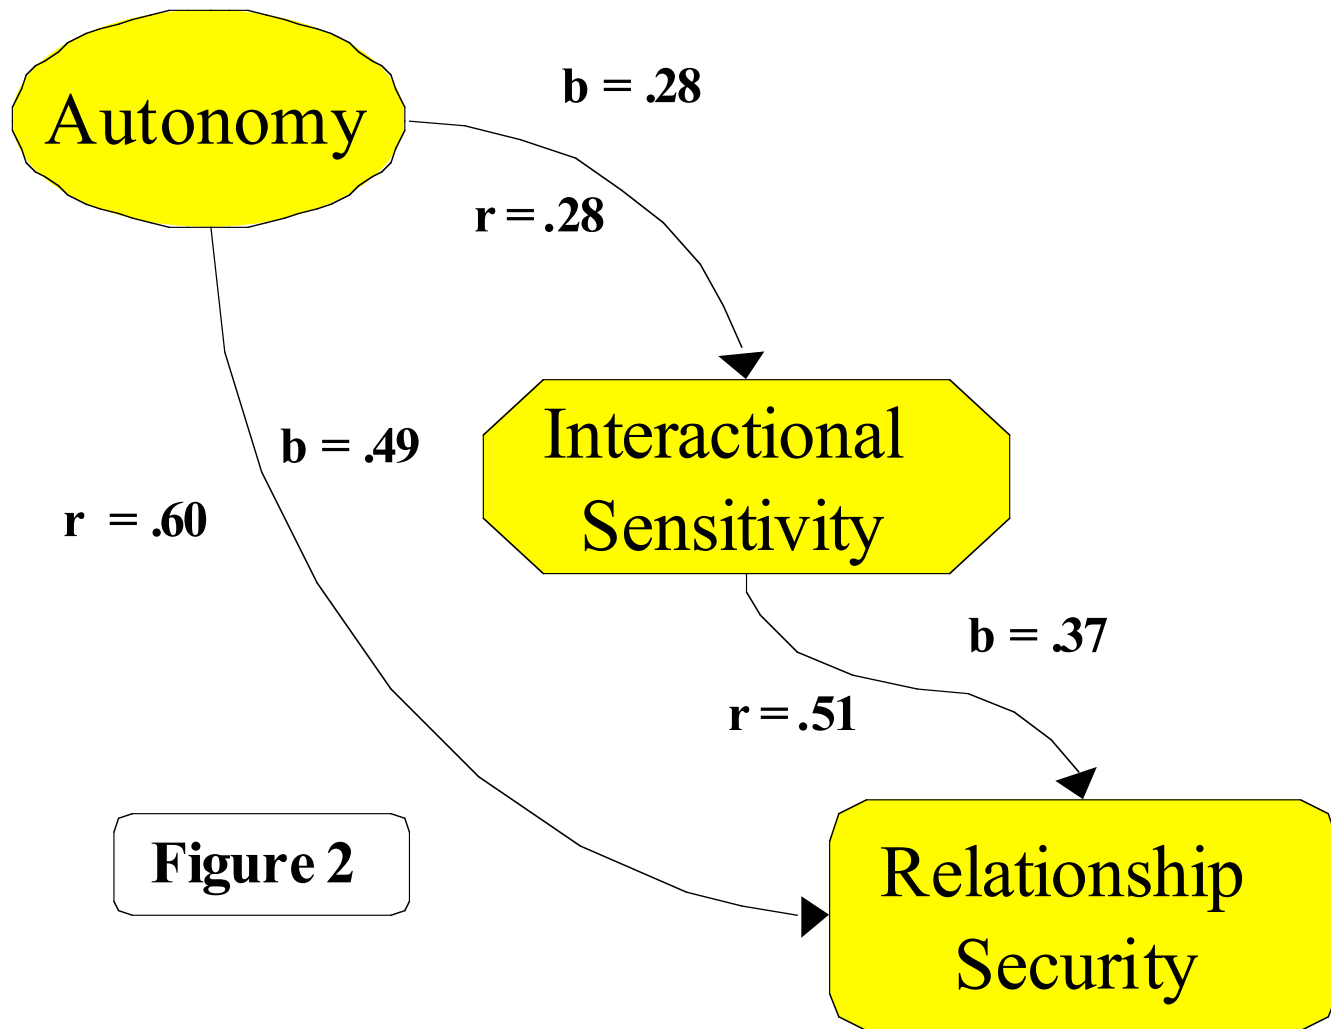 Autonomy
b = .28
r = .28
Interactional
Sensitivity
b = .49
r = .60
b = .37
r = .51
Figure 2
Relationship
Security